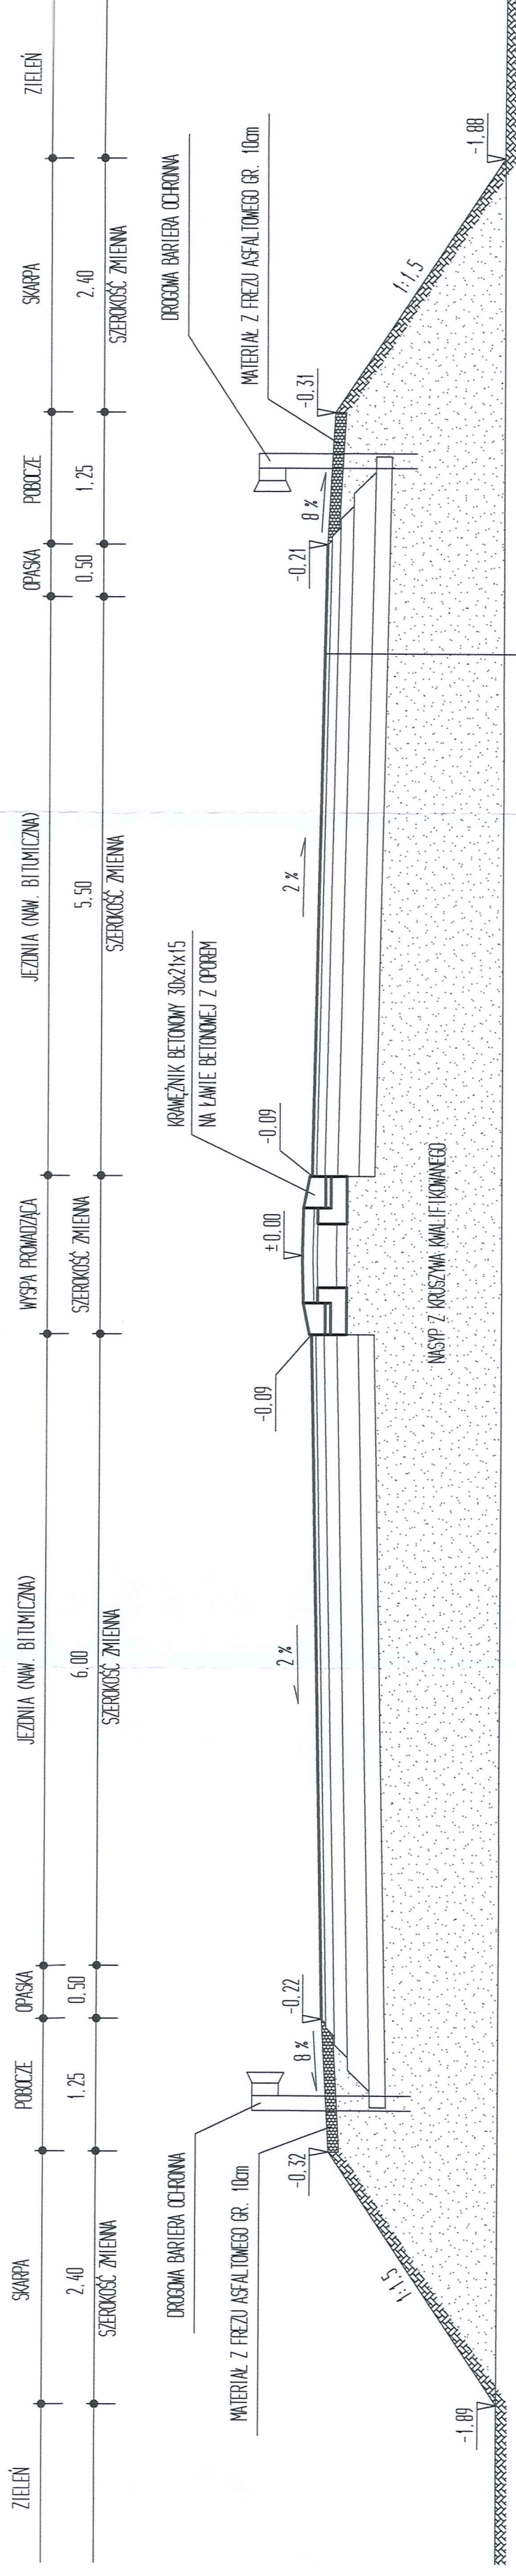 ZIELEŃ
SKARPA
POBOCZE
OPASKA
JEZDNIA (NAW. BITUMICZNA)
WYSPA PROWADZĄCA
JEZDNIA (NAW. BITUMICZNA)
OPASKA
POBOCZE
SKARPA
ZIELEŃ
2.40
SZEROKOŚĆ ZMIENNA
1.25
0.50
6.00
SZEROKOŚĆ ZMIENNA
SZEROKOŚĆ ZMIENNA
5.50
SZEROKOŚĆ ZMIENNA
0.50
1.25
2.40
SZEROKOŚĆ ZMIENNA
DROGOWA BARIERA OCHRONNA
MATERIAŁ Z FREZU ASFALTOWEGO GR. 10cm
KRAWĘŻNIK BETONOWY 30x21x15
NA ŁAWIE BETONOWEJ Z OPOREM
DROGOWA BARIERA OCHRONNA
MATERIAŁ Z FREZU ASFALTOWEGO GR. 10cm
-1.89
1:1.5
-0.32
8 %
-0.22
2 %
-0.09
±0.00
-0.09
2 %
-0.21
8 %
-0.31
1:1.5
-1.88
NASYP Z KRUSZYWA KWALIFIKOWANEGO